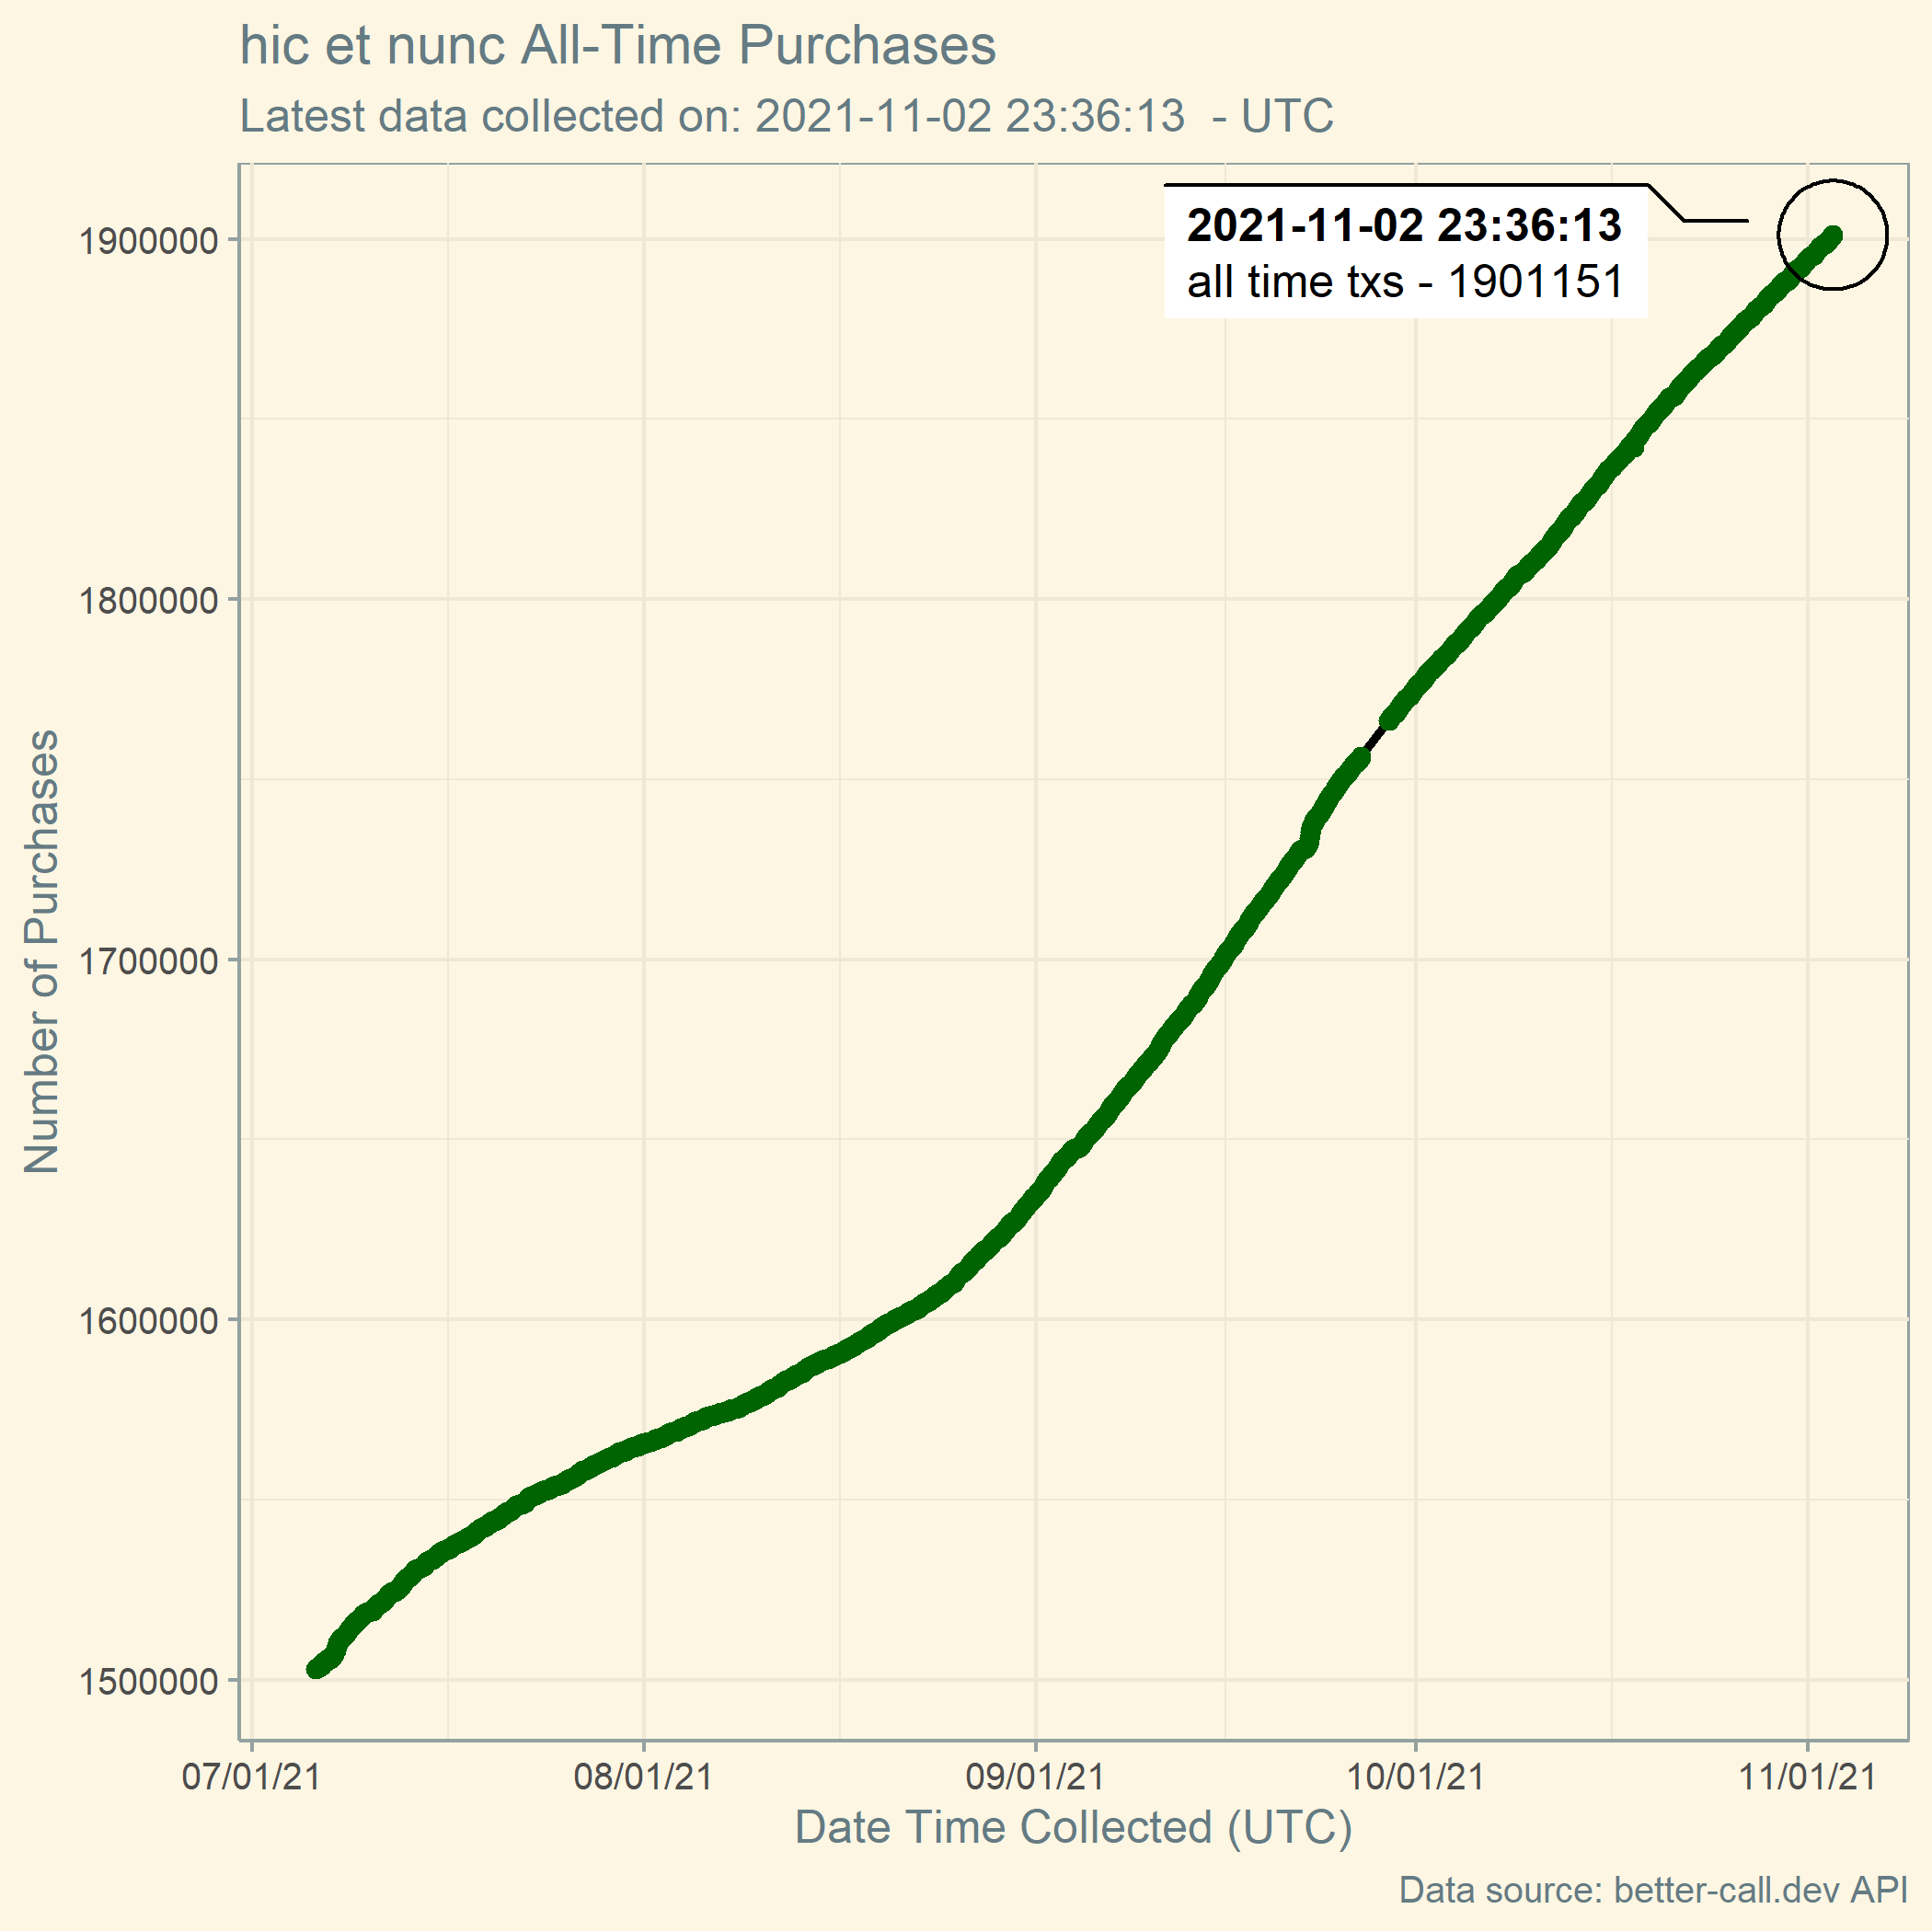 hic et nunc All-Time Purchases
Latest data collected on: 2021-11-02 23:36:13  - UTC
2021-11-02 23:36:13
all time txs - 1901151
Number of Purchases
1900000
1800000
1700000
1600000
1500000
07/01/21
08/01/21
09/01/21
10/01/21
11/01/21
Date Time Collected (UTC)
Data source: better-call.dev API